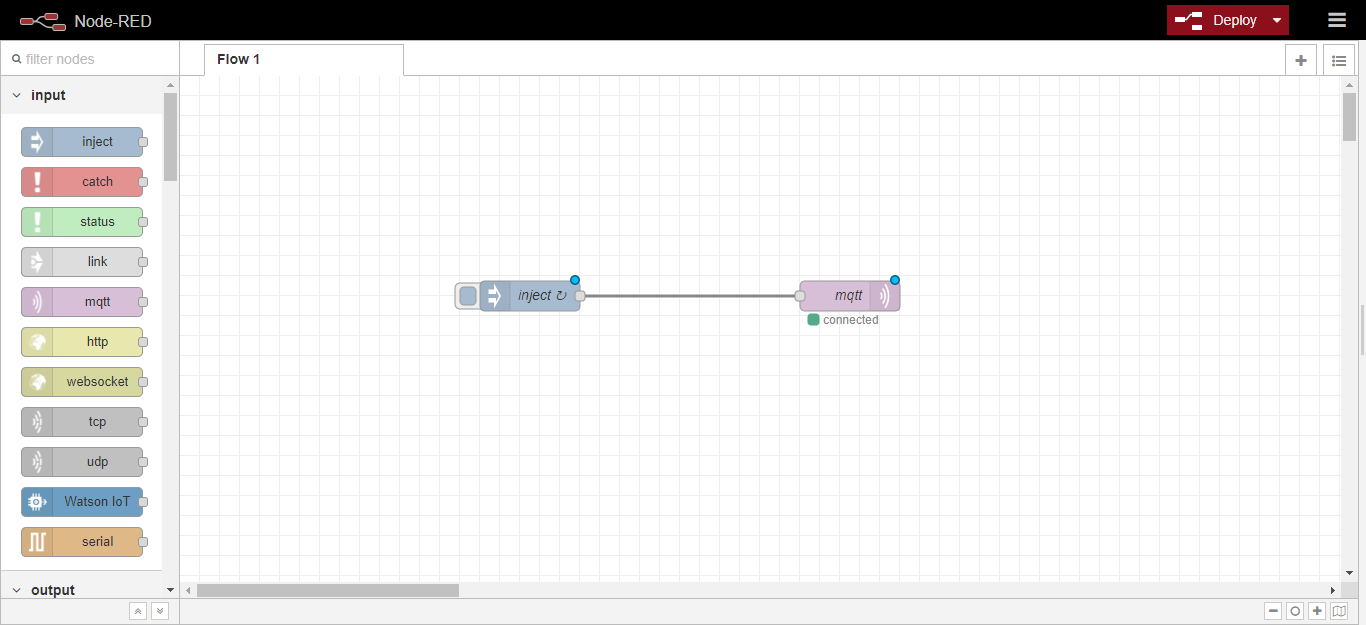 Node-RED
Deploy
filter nodes
Flow 1
input
inject
catch
status
link
mqtt
http
websocket
tcp
udp
Watson IoT
serial
output
inject ↻
mqtt
connected